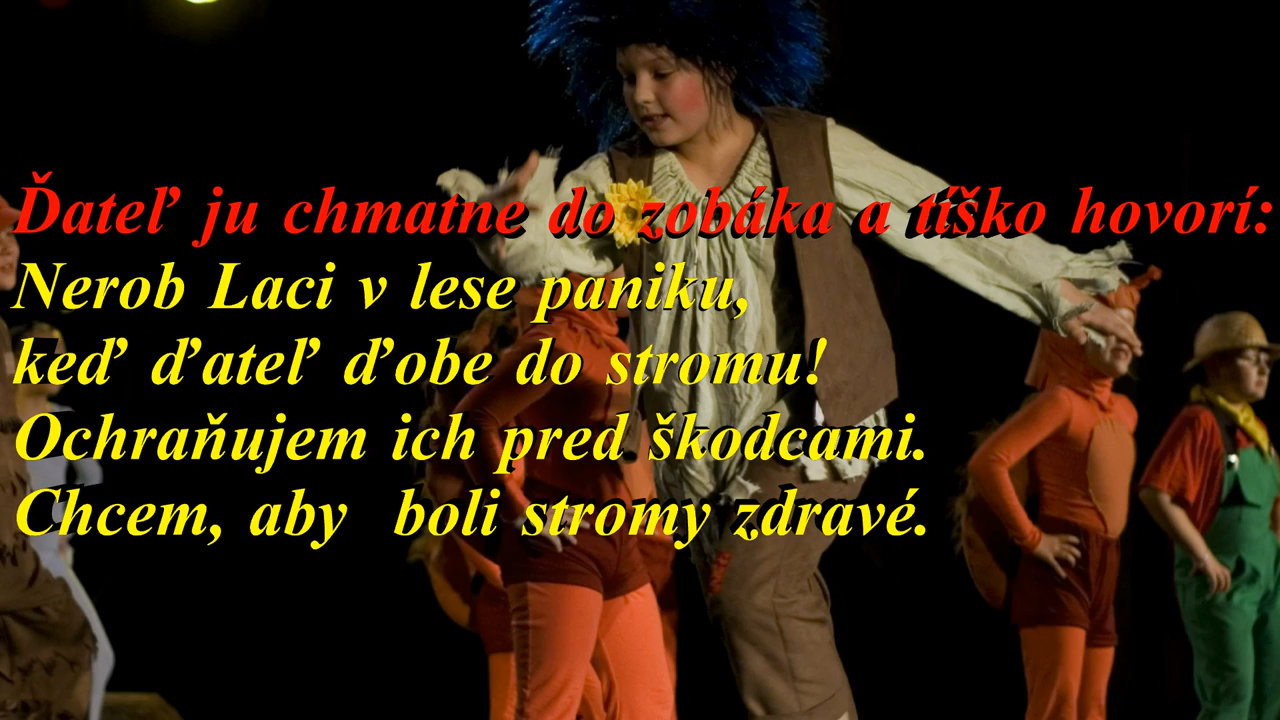 Ďateľ ju chmatne do zobáka a tíško hovorí:
Nerob Laci v lese paniku,
keď ďateľ ďobe do stromu!
Ochraňujem ich pred škodcami.
Chcem, aby boli stromy zdravé.